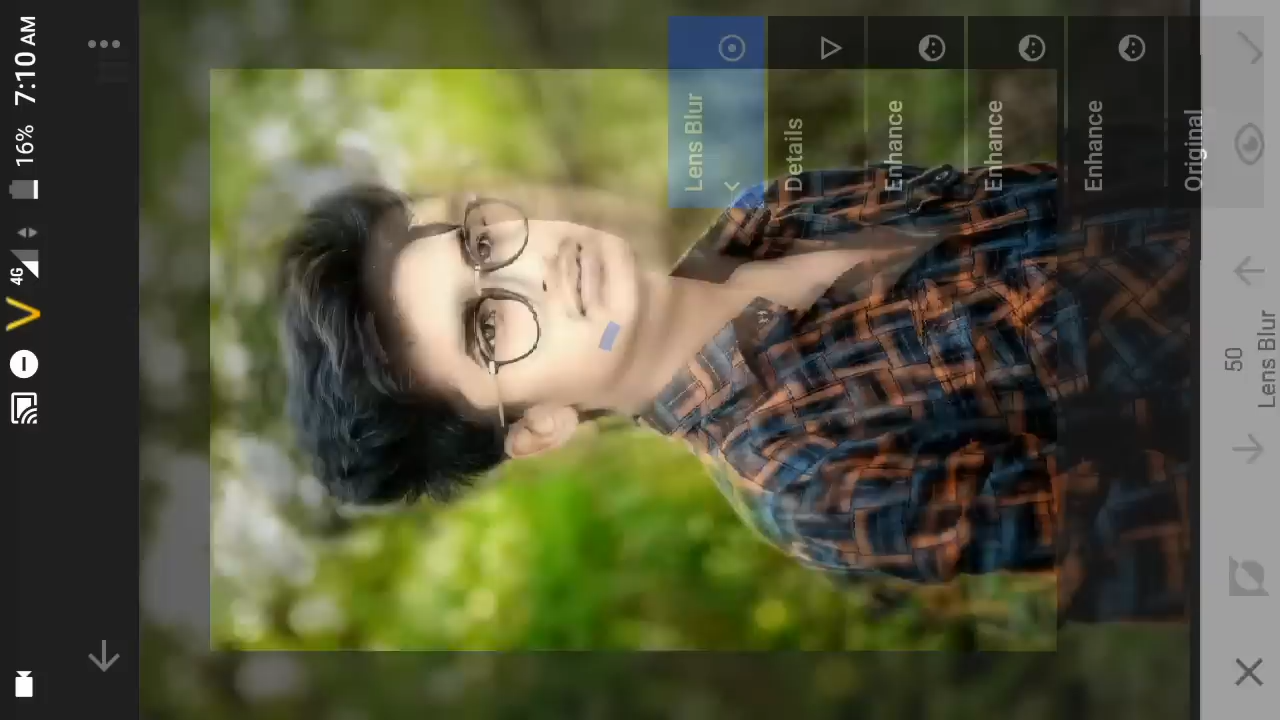 7:10 AM
16%
4G
Lens Blur
Details
Enhance
Enhance
Enhance
Original
50
Lens Blur